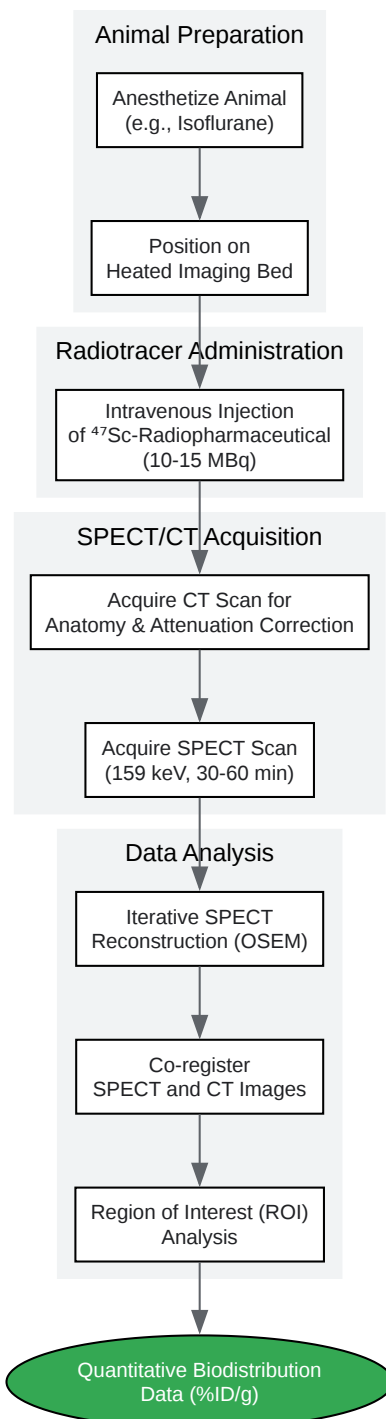 Animal Preparation
Anesthetize Animal
(e.g., Isoflurane)
Position on
Heated Imaging Bed
Radiotracer Administration
Intravenous Injection
of ⁴⁷Sc-Radiopharmaceutical
(10-15 MBq)
SPECT/CT Acquisition
Acquire CT Scan for
Anatomy & Attenuation Correction
Acquire SPECT Scan
(159 keV, 30-60 min)
Data Analysis
Iterative SPECT
Reconstruction (OSEM)
Co-register
SPECT and CT Images
Region of Interest (ROI)
Analysis
Quantitative Biodistribution
Data (%ID/g)